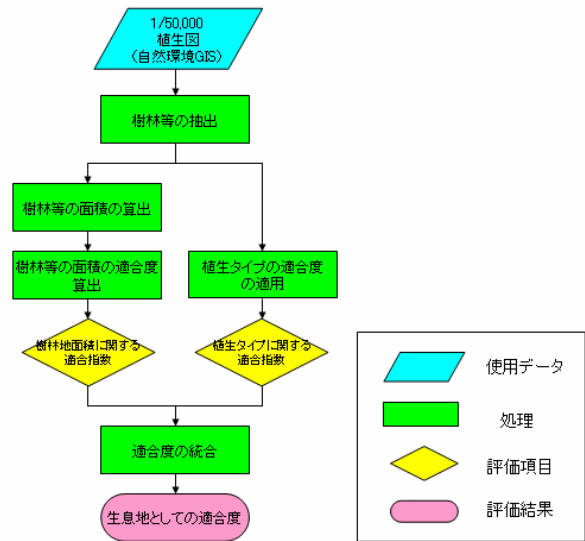 1/50,000
植生図
（自然環境GIS）
樹林等の抽出
樹林等の面積の算出
樹林等の面積の適合度
算出
植生タイプの適合度
の適用
樹林地面積に関する
適合指数
植生タイプに関する
適合指数
適合度の統合
生息地としての適合度
使用データ
処理
評価項目
評価結果